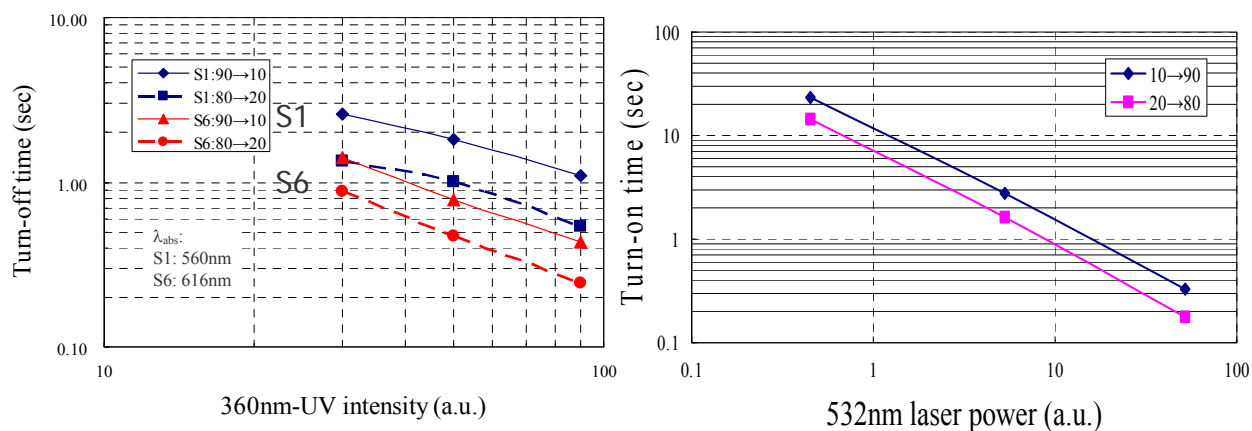 10.00
1.00
0.10
10
100
Turn-off time (sec)
360nm-UV intensity (a.u.)
S1:90→10
S1:80→20
S6:90→10
S6:80→20
S1
S6
λabs:
S1: 560nm
S6: 616nm
100
10
1
0.1
0.1
1
10
100
Turn-on time (sec)
532nm laser power (a.u.)
10→90
20→80